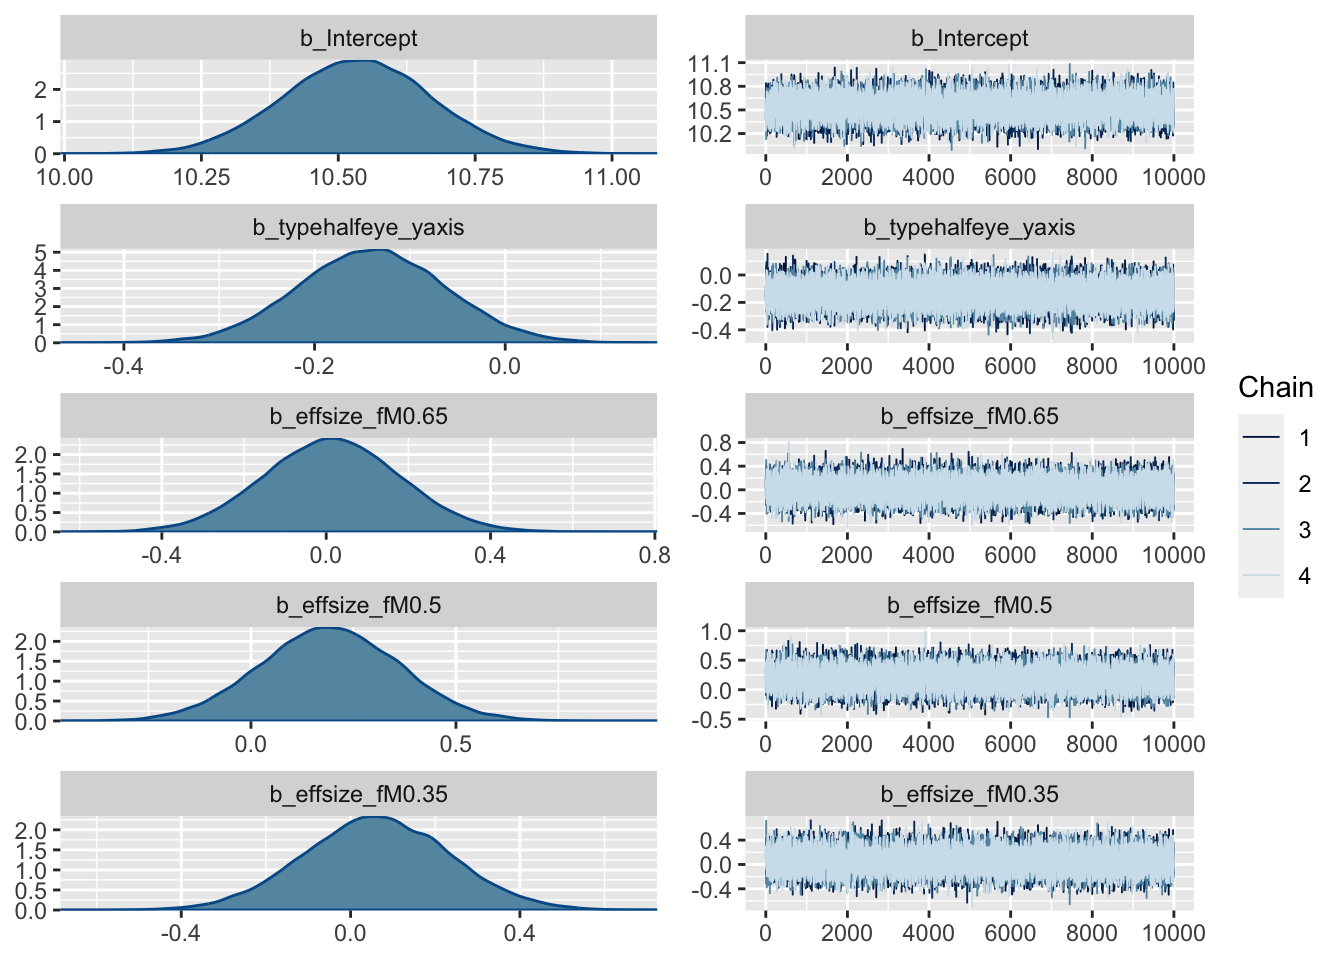 b_Intercept
2
1
0
10.00 10.25 10.50 10.75 11.00
b_Intercept
11.1
10.8
10.5
10.2
0 2000 4000 6000 8000 10000
b_typehalfeye_yaxis
5
4
3
2
1
0
-0.4 -0.2 0.0
b_typehalfeye_yaxis
0.0
-0.2
-0.4
0 2000 4000 6000 8000 10000
b_effsize_fM0.65
2.0
1.5
1.0
0.5
0.0
-0.4 0.0 0.4 0.8
b_effsize_fM0.65
0.8
0.4
0.0
-0.4
0 2000 4000 6000 8000 10000
b_effsize_fM0.5
2.0
1.5
1.0
0.5
0.0
0.0 0.5
b_effsize_fM0.5
1.0
0.5
0.0
-0.5
0 2000 4000 6000 8000 10000
b_effsize_fM0.35
2.0
1.5
1.0
0.5
0.0
-0.4 0.0 0.4
b_effsize_fM0.35
0.4
0.0
-0.4
0 2000 4000 6000 8000 10000
Chain
1
2
3
4